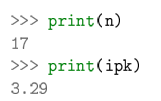 >>> print(n)
17
>>> print(ipk)
3.29